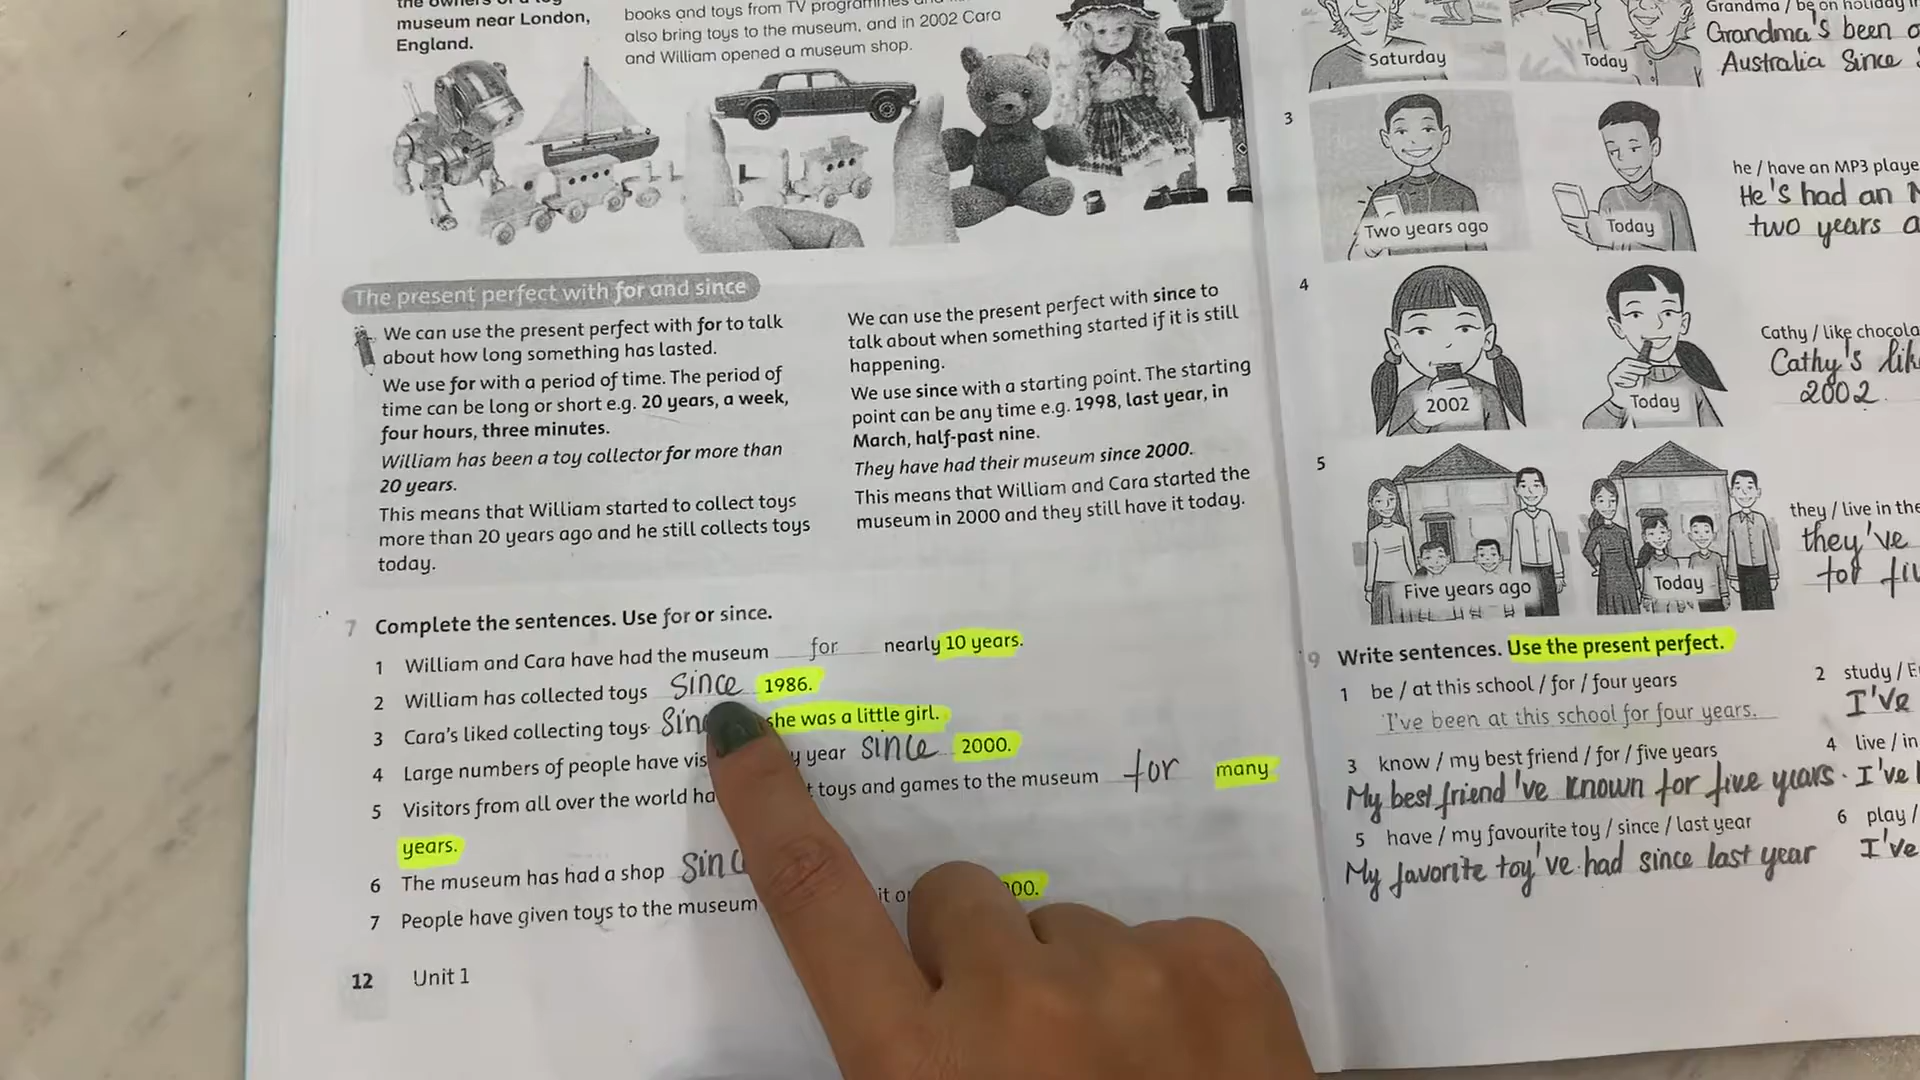 museum near London,
England.
books and toys from TV programmes and
also bring toys to the museum, and in 2002 Cara
and William opened a museum shop.
The present perfect with for and since
We can use the present perfect with for to talk
about how long something has lasted.
We use for with a period of time. The period of
time can be long or short e.g. 20 years, a week,
four hours, three minutes.
William has been a toy collector for more than
20 years.
This means that William started to collect toys
more than 20 years ago and he still collects toys
today.
We can use the present perfect with since to
talk about when something started if it is still
happening.
We use since with a starting point. The starting
point can be any time e.g. 1998, last year, in
March, half-past nine.
They have had their museum since 2000.
This means that William and Cara started the
museum in 2000 and they still have it today.
7 Complete the sentences. Use for or since.
1 William and Cara have had the museum for nearly 10 years.
2 William has collected toys since 1986.
3 Cara's liked collecting toys she was a little girl.
4 Large numbers of people have year since 2000.
5 Visitors from all over the world toys and games to the museum for many
years.
6 The museum has had a shop
7 People have given toys to the museum it
12 Unit 1
Grandma / be on holiday
Grandma's been
Australia Since
Saturday
Today
3
Two years ago
Today
he / have an MP3
He's had an
two years
4
2002
Today
Cathy / like
Cathy's
2002
5
Five years ago
Today
they / live in the
they've
for
9 Write sentences. Use the present perfect.
1 be / at this school / for / four years
I've been at this school for four years.
2 study /
I've
3 know / my best friend / for / five years
My best friend've known for five years.
4 live / in
I've
5 have / my favourite toy / since / last year
My favorite toy've had since last year
6 play /
I've